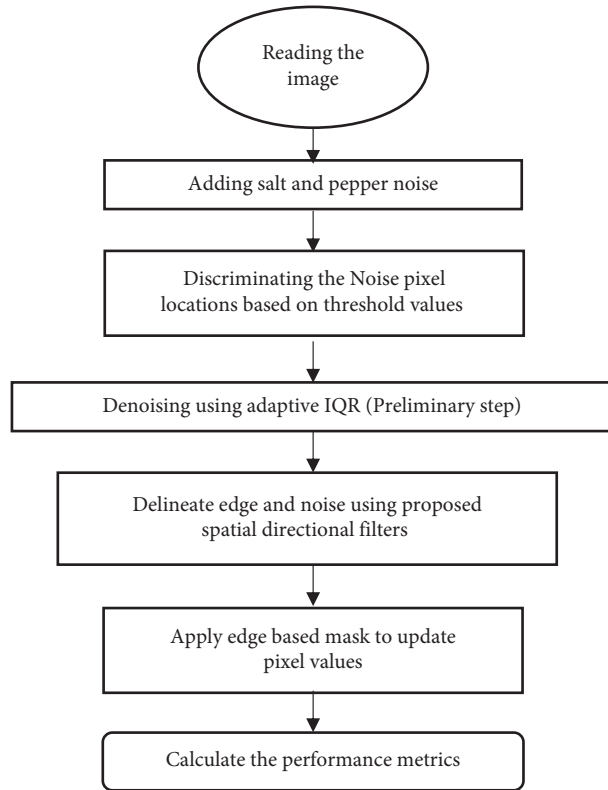 Reading the
image
Adding salt and pepper noise
Discriminating the Noise pixel
locations based on threshold values
Denoising using adaptive IQR (Preliminary step)
Delineate edge and noise using proposed
spatial directional filters
Apply edge based mask to update
pixel values
Calculate the performance metrics